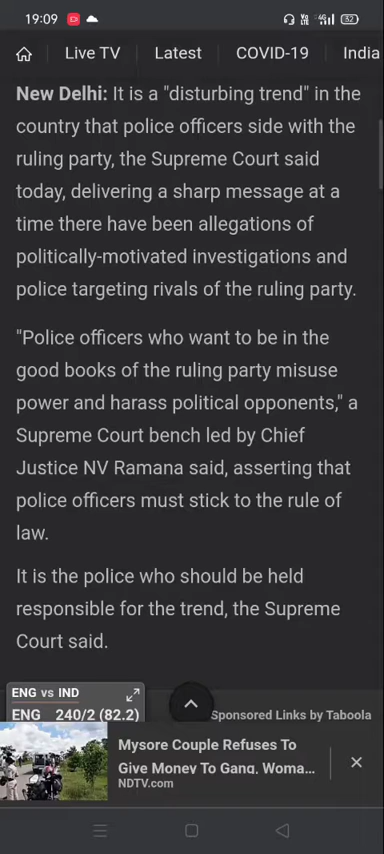 19:09
52
Live TV Latest COVID-19 India
New Delhi: It is a "disturbing trend" in the
country that police officers side with the
ruling party, the Supreme Court said
today, delivering a sharp message at a
time there have been allegations of
politically-motivated investigations and
police targeting rivals of the ruling party.
"Police officers who want to be in the
good books of the ruling party misuse
power and harass political opponents," a
Supreme Court bench led by Chief
Justice NV Ramana said, asserting that
police officers must stick to the rule of
law.
It is the police who should be held
responsible for the trend, the Supreme
Court said.
ENG vs IND
ENG 240/2 (82.2)
Sponsored Links by Taboola
Mysore Couple Refuses To
Give Money To Gang, Woma...
NDTV.com